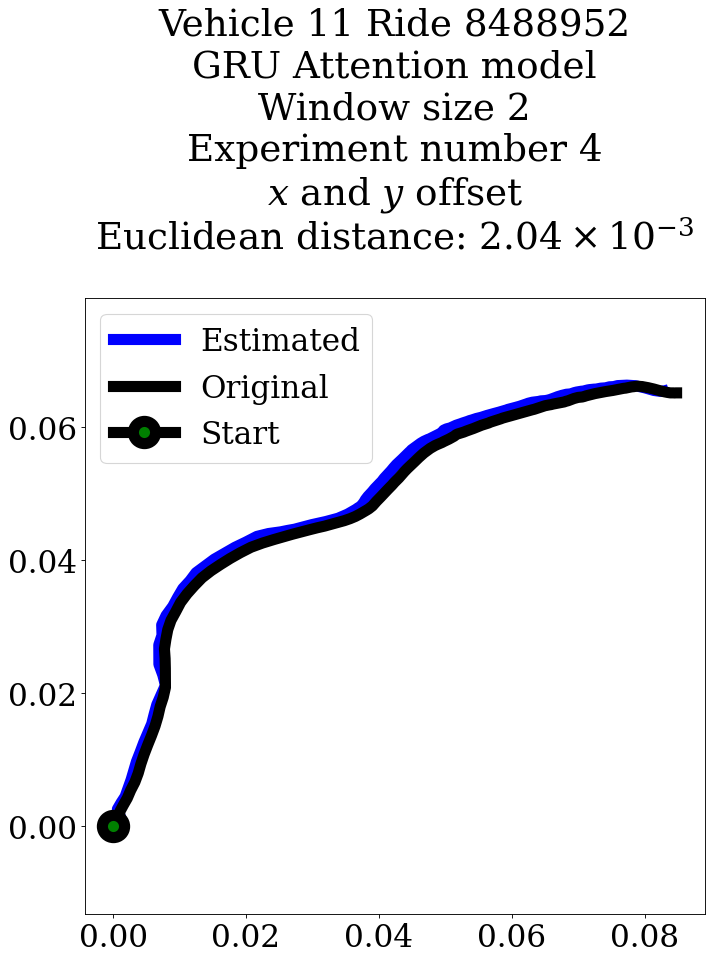 Vehicle 11 Ride 8488952
GRU Attention model
Window size 2
Experiment number 4
x and y offset
Euclidean distance: 2.04 × 10⁻³
Estimated
Original
Start
0.06
0.04
0.02
0.00
0.00 0.02 0.04 0.06 0.08